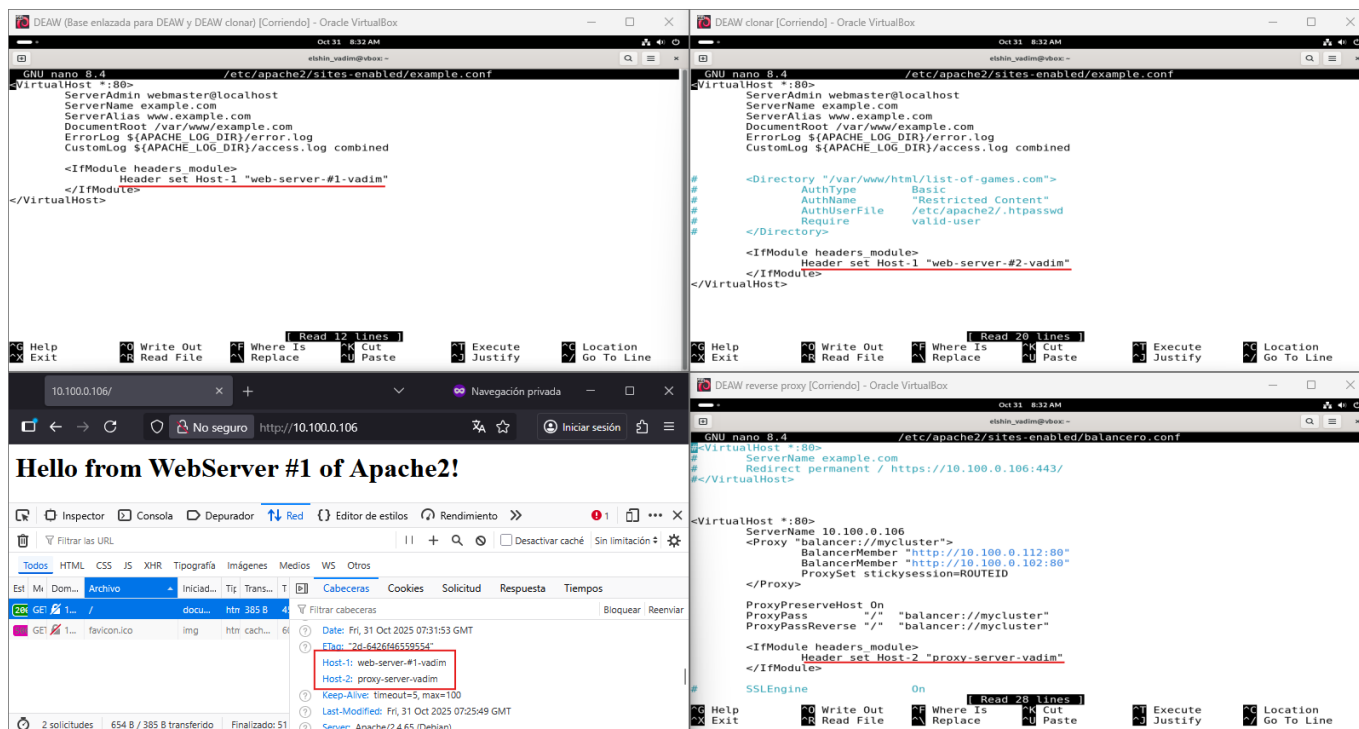 DEAW (Base enlazada para DEAW y DEAW clonar) [Corriendo] - Oracle VirtualBox
Oct 31 8:32 AM
elshin_vadim@vbox: ~
GNU nano 8.4 /etc/apache2/sites-enabled/example.conf
<VirtualHost *:80>
ServerAdmin webmaster@localhost
ServerName example.com
ServerAlias www.example.com
DocumentRoot /var/www/example.com
ErrorLog ${APACHE_LOG_DIR}/error.log
CustomLog ${APACHE_LOG_DIR}/access.log combined
<IfModule headers_module>
Header set Host-1 "web-server-#1-vadim"
</IfModule>
</VirtualHost>
[ Read 12 lines ]
^G Help ^O Write Out ^F Where Is ^K Cut ^T Execute ^C Location
^X Exit ^R Read File ^\ Replace ^U Paste ^J Justify ^/ Go To Line
DEAW clonar [Corriendo] - Oracle VirtualBox
Oct 31 8:32 AM
elshin_vadim@vbox: ~
GNU nano 8.4 /etc/apache2/sites-enabled/example.conf
<VirtualHost *:80>
ServerAdmin webmaster@localhost
ServerName example.com
ServerAlias www.example.com
DocumentRoot /var/www/example.com
ErrorLog ${APACHE_LOG_DIR}/error.log
CustomLog ${APACHE_LOG_DIR}/access.log combined
# <Directory "/var/www/html/list-of-games.com">
# AuthType Basic
# AuthName "Restricted Content"
# AuthUserFile /etc/apache2/.htpasswd
# Require valid-user
# </Directory>
<IfModule headers_module>
Header set Host-1 "web-server-#2-vadim"
</IfModule>
</VirtualHost>
[ Read 20 lines ]
^G Help ^O Write Out ^F Where Is ^K Cut ^T Execute ^C Location
^X Exit ^R Read File ^\ Replace ^U Paste ^J Justify ^/ Go To Line
10.100.0.106/ Navegación privada
No seguro http://10.100.0.106 Iniciar sesión
Hello from WebServer #1 of Apache2!
Inspector Consola Depurador Red Editor de estilos Rendimiento 1
Filtrar las URL Desactivar caché Sin limitación
Todos HTML CSS JS XHR Tipografía Imágenes Medios WS Otros
Est Mé Dom... Archivo Iniciad... Tip Trans... T Cabeceras Cookies Solicitud Respuesta Tiempos
GET 1... / docu... 385 B Filtrar cabeceras Bloquear Reenviar
GET 1... favicon.ico img cach... Date: Fri, 31 Oct 2025 07:31:53 GMT
ETag: "2d-6426f46559554"
Host-1: web-server-#1-vadim
Host-2: proxy-server-vadim
Keep-Alive: timeout=5, max=100
Last-Modified: Fri, 31 Oct 2025 07:25:49 GMT
Server: Apache/2.4.65 (Debian)
2 solicitudes 654 B / 385 B transferido Finalizado: 51
DEAW reverse proxy [Corriendo] - Oracle VirtualBox
Oct 31 8:32 AM
elshin_vadim@vbox: ~
GNU nano 8.4 /etc/apache2/sites-enabled/balancero.conf
#<VirtualHost *:80>
# ServerName example.com
# Redirect permanent / https://10.100.0.106:443/
#</VirtualHost>
<VirtualHost *:80>
ServerName 10.100.0.106
<Proxy "balancer://mycluster">
BalancerMember "http://10.100.0.112:80"
BalancerMember "http://10.100.0.102:80"
ProxySet stickysession=ROUTEID
</Proxy>
ProxyPreserveHost On
ProxyPass "/" "balancer://mycluster"
ProxyPassReverse "/" "balancer://mycluster"
<IfModule headers_module>
Header set Host-2 "proxy-server-vadim"
</IfModule>
# SSLEngine On
[ Read 28 lines ]
^G Help ^O Write Out ^F Where Is ^K Cut ^T Execute ^C Location
^X Exit ^R Read File ^\ Replace ^U Paste ^J Justify ^/ Go To Line